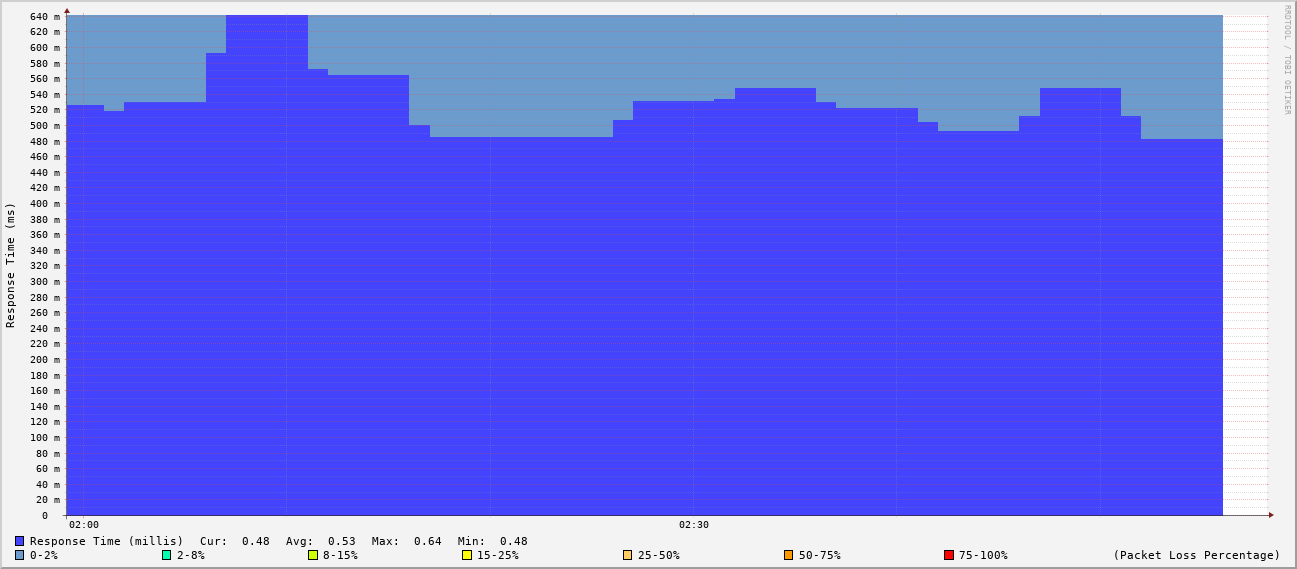 640 m
620 m
600 m
580 m
560 m
540 m
520 m
500 m
480 m
460 m
440 m
420 m
400 m
380 m
360 m
340 m
320 m
300 m
280 m
260 m
240 m
220 m
200 m
180 m
160 m
140 m
120 m
100 m
80 m
60 m
40 m
20 m
0
Response Time (ms)
RRDTOOL / TOBI OETIKER
02:00 02:30
Response Time (millis) Cur: 0.48 Avg: 0.53 Max: 0.64 Min: 0.48
0-2% 2-8% 8-15% 15-25% 25-50% 50-75% 75-100% (Packet Loss Percentage)